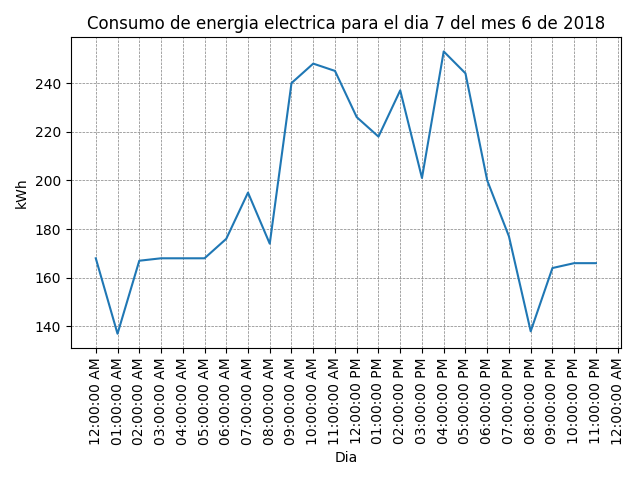 Consumo de energia electrica para el dia 7 del mes 6 de 2018
kWh
240
220
200
180
160
140
12:00:00 AM
01:00:00 AM
02:00:00 AM
03:00:00 AM
04:00:00 AM
05:00:00 AM
06:00:00 AM
07:00:00 AM
08:00:00 AM
09:00:00 AM
10:00:00 AM
11:00:00 AM
12:00:00 PM
01:00:00 PM
02:00:00 PM
03:00:00 PM
04:00:00 PM
05:00:00 PM
06:00:00 PM
07:00:00 PM
08:00:00 PM
09:00:00 PM
10:00:00 PM
11:00:00 PM
12:00:00 AM
Dia